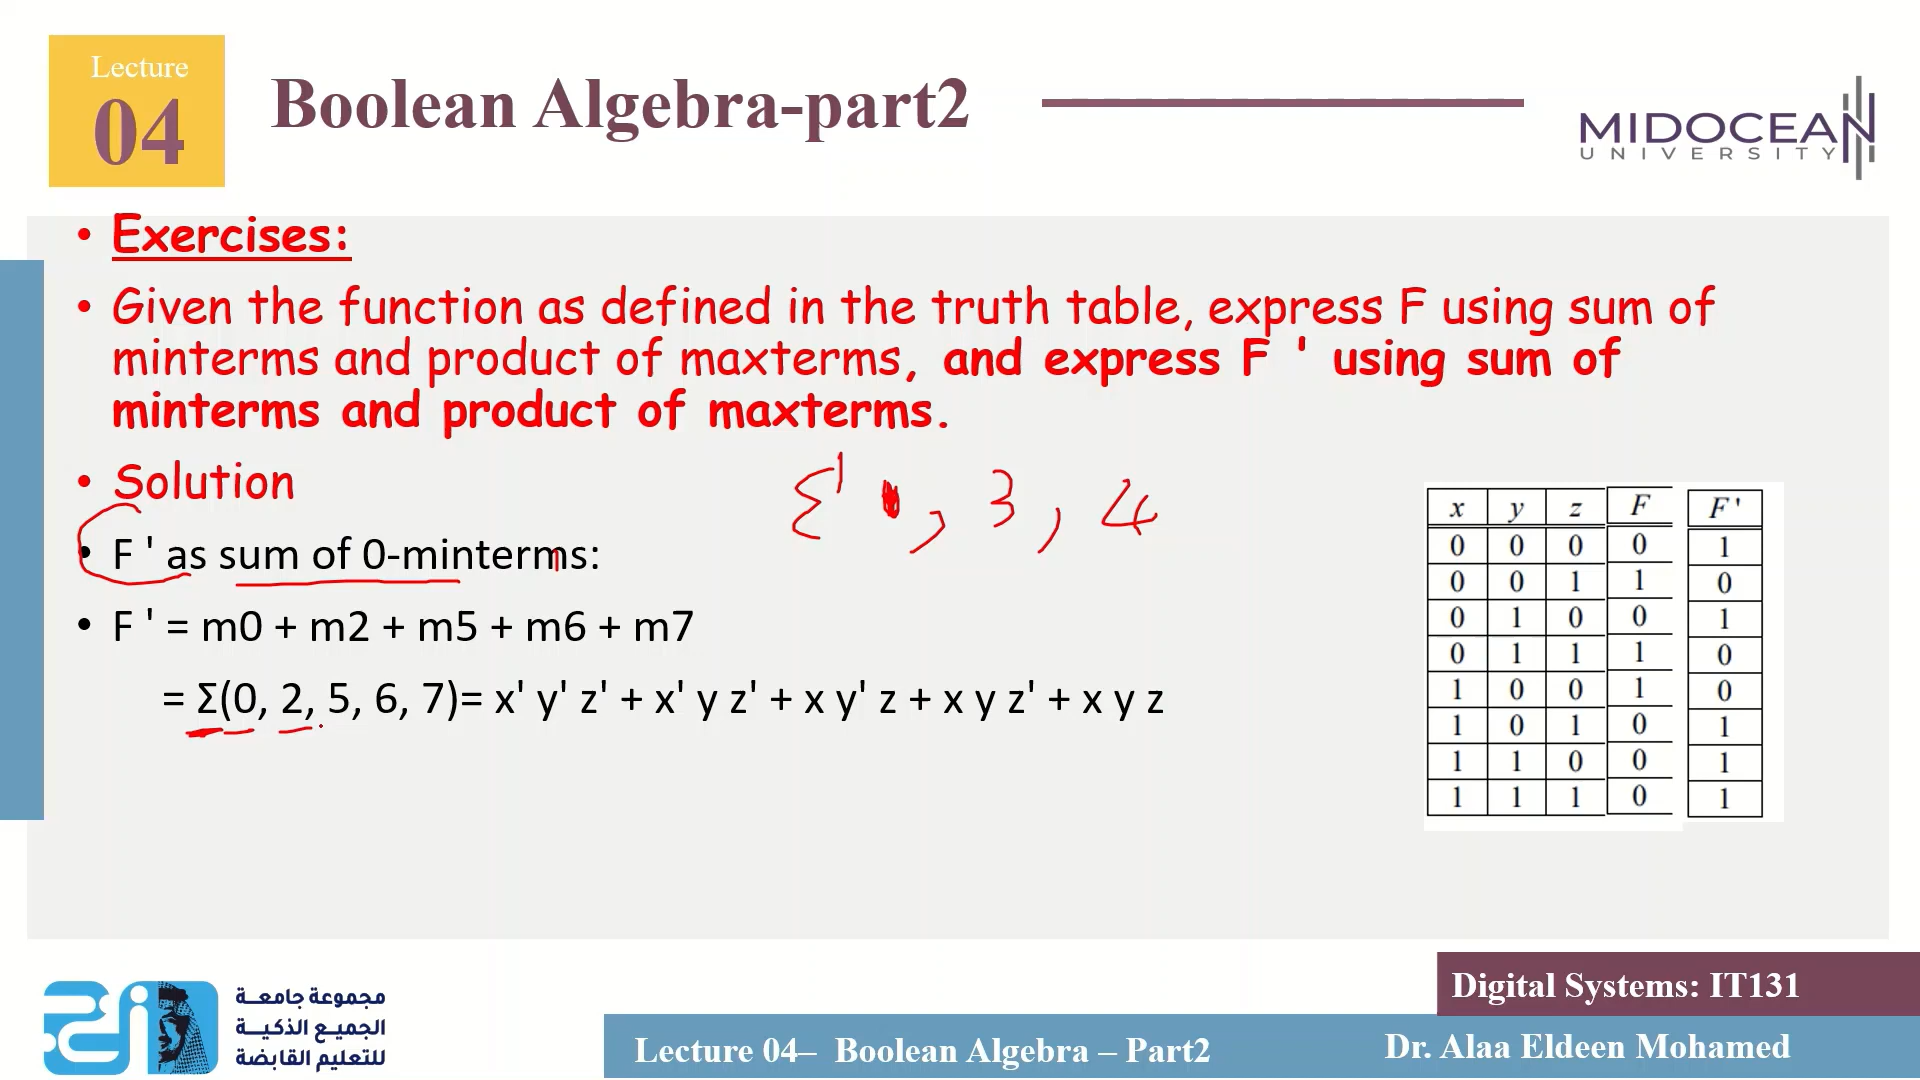 Lecture
04
Boolean Algebra-part2
MIDOCEAN
UNIVERSITY
• Exercises:
• Given the function as defined in the truth table, express F using sum of
minterms and product of maxterms, and express F ' using sum of
minterms and product of maxterms.
• Solution
Σ , 3 , 4
• F ' as sum of 0-minterms:
• F ' = m0 + m2 + m5 + m6 + m7
= Σ(0, 2, 5, 6, 7)= x' y' z' + x' y z' + x y' z + x y z' + x y z
x y z F F '
0 0 0 0 1
0 0 1 1 0
0 1 0 0 1
0 1 1 1 0
1 0 0 1 0
1 0 1 0 1
1 1 0 0 1
1 1 1 0 1
مجموعة جامعة
الجميع الذكية
للتعليم القابضة
Digital Systems: IT131
Lecture 04– Boolean Algebra – Part2
Dr. Alaa Eldeen Mohamed